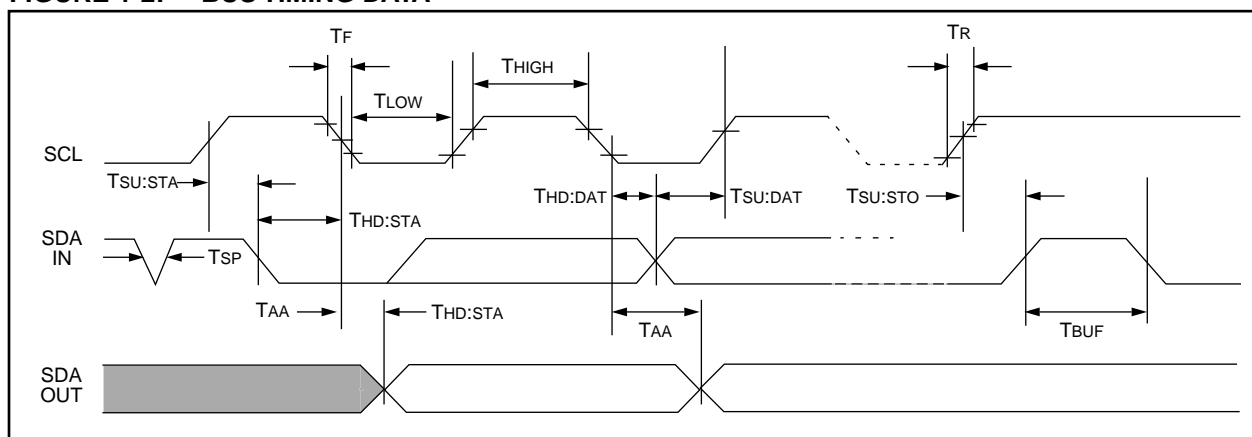 FIGURE 4-2: BUS TIMING DATA
TF
TR
THIGH
TLOW
SCL
TSU:STA
THD:DAT
TSU:DAT
TSU:STO
THD:STA
SDA
IN
TSP
TAA
THD:STA
TAA
TBUF
SDA
OUT